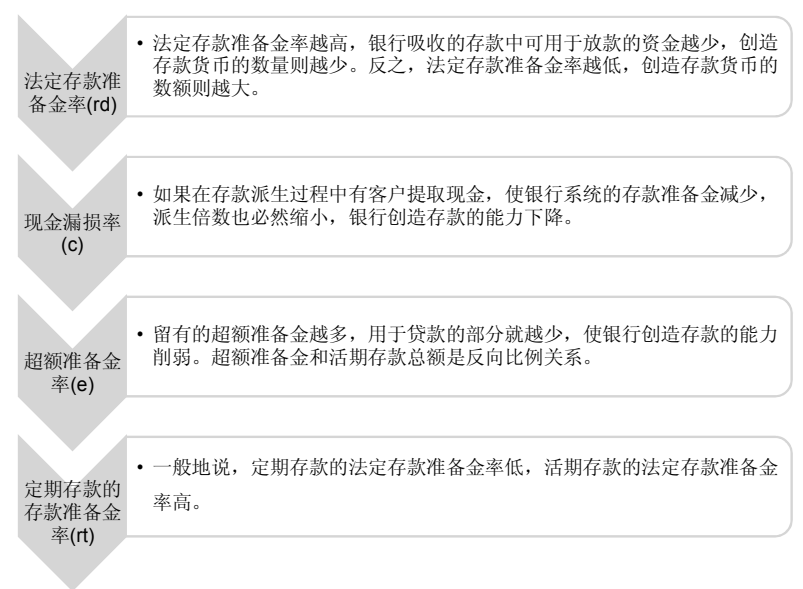 法定存款准
备金率(rd)
• 法定存款准备金率越高，银行吸收的存款中可用于放款的资金越少，创造
存款货币的数量则越少。反之，法定存款准备金率越低，创造存款货币的
数额则越大。
现金漏损率
(c)
• 如果在存款派生过程中有客户提取现金，使银行系统的存款准备金减少，
派生倍数也必然缩小，银行创造存款的能力下降。
超额准备金
率(e)
• 留有的超额准备金越多，用于贷款的部分就越少，使银行创造存款的能力
削弱。超额准备金和活期存款总额是反向比例关系。
定期存款的
存款准备金
率(rt)
• 一般地说，定期存款的法定存款准备金率低，活期存款的法定存款准备金
率高。